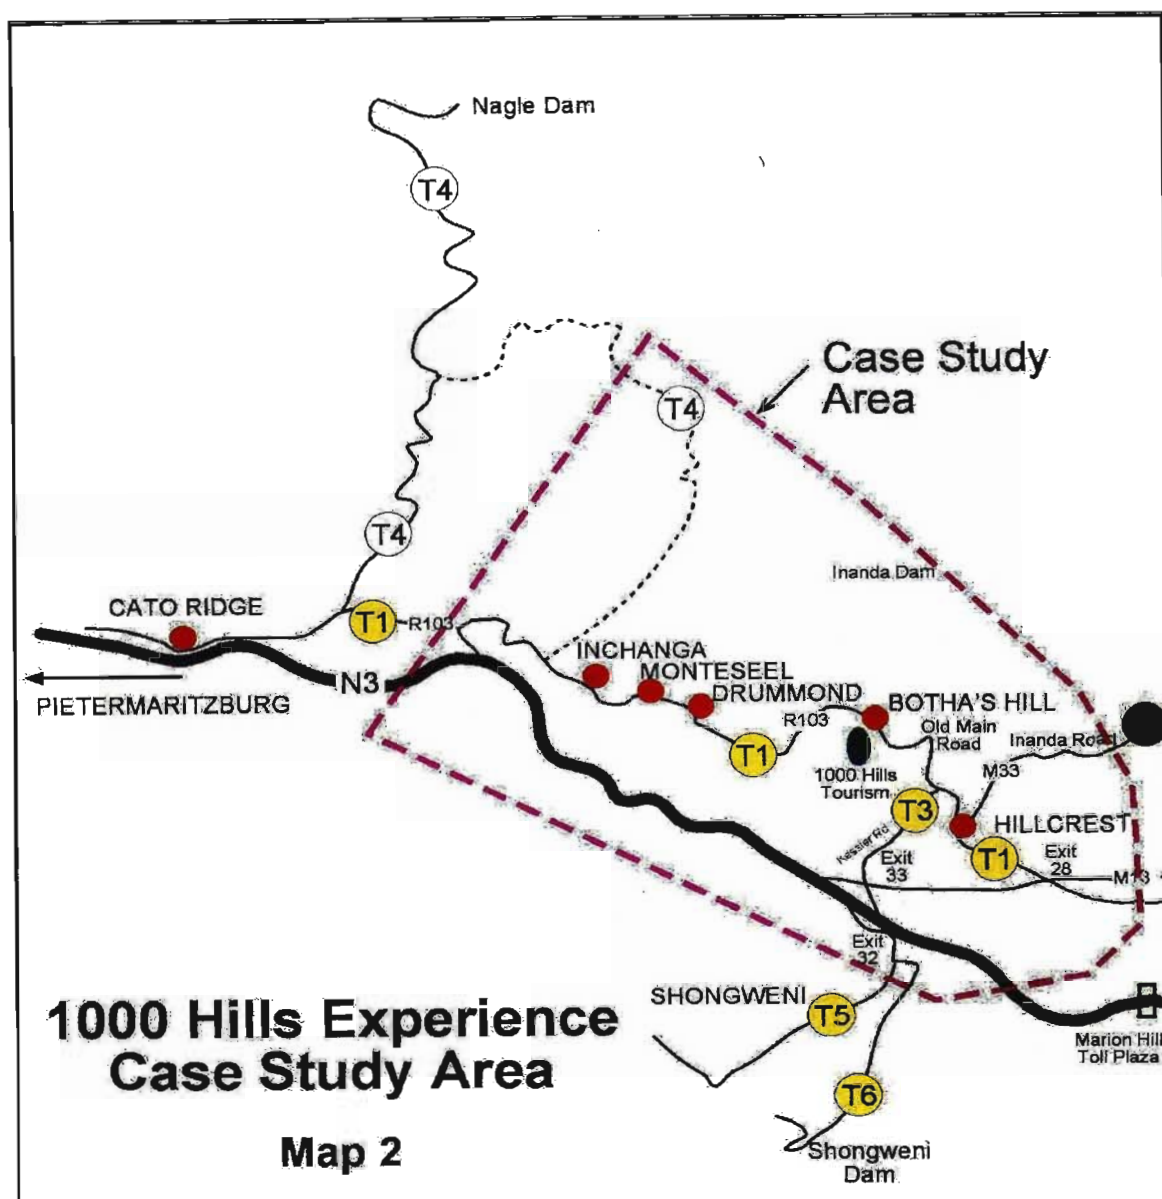 Nagle Dam
T4
Case Study
Area
T4
T4
Inanda Dam
CATO RIDGE
T1
R103
INCHANGA
MONTESEEL
DRUMMOND
N3
PIETERMARITZBURG
BOTHA'S HILL
R103
Old Main
Road
Inanda Road
T1
1000 Hills
Tourism
M33
T3
HILLCREST
Kassier Rd
Exit
33
T1
Exit
28
M13
Exit
32
SHONGWENI
T5
1000 Hills Experience
Case Study Area
Marion Hill
Toll Plaza
T6
Map 2
Shongweni
Dam